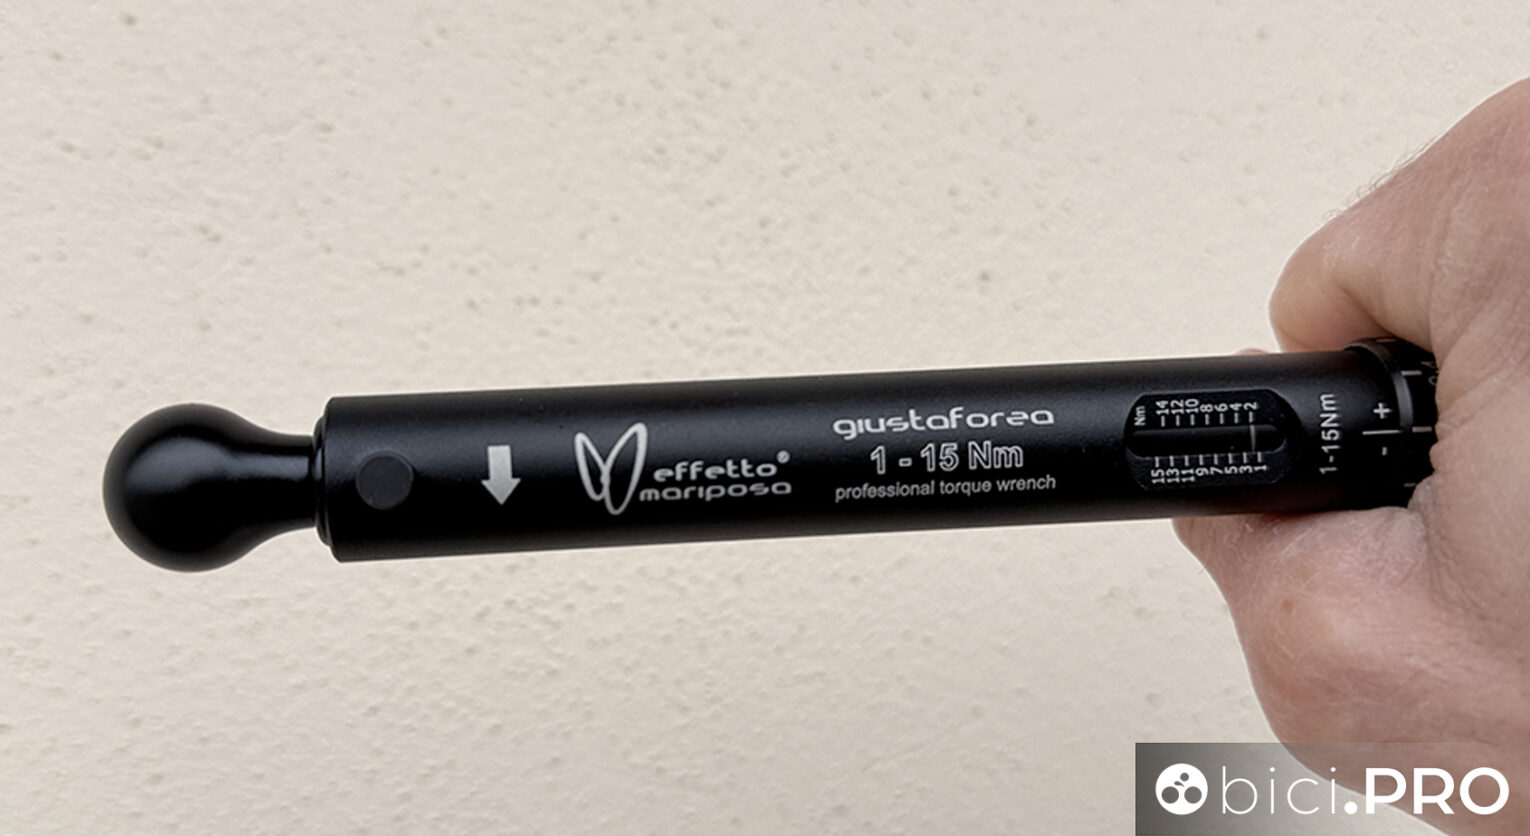 effetto®
mariposa
giustaforza
1 - 15 Nm
professional torque wrench
Nm 14 12 10 8 6 4 2
15 13 11 9 7 5 3 1
1-15Nm
+
-
bici.PRO